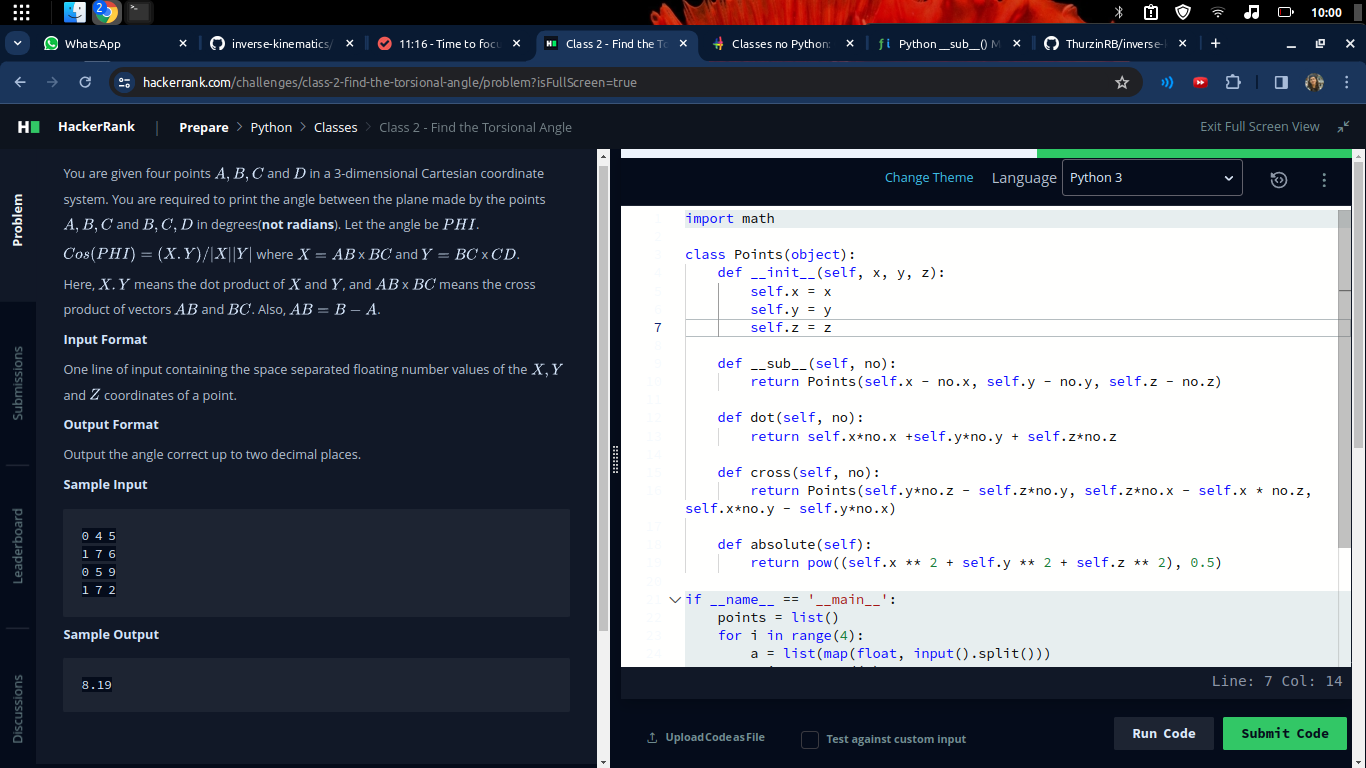 10:00
WhatsApp
inverse-kinematics/
11:16 - Time to foc
Class 2 - Find the To
Classes no Python:
Python __sub__() M
ThurzinRB/inverse-
hackerrank.com/challenges/class-2-find-the-torsional-angle/problem?isFullScreen=true
HackerRank | Prepare > Python > Classes > Class 2 - Find the Torsional Angle
Exit Full Screen View
Problem
Submissions
Leaderboard
Discussions
You are given four points A, B, C and D in a 3-dimensional Cartesian coordinate
system. You are required to print the angle between the plane made by the points
A, B, C and B, C, D in degrees(not radians). Let the angle be PHI.
Cos(PHI) = (X.Y)/|X||Y| where X = AB x BC and Y = BC x CD.
Here, X.Y means the dot product of X and Y, and AB x BC means the cross
product of vectors AB and BC. Also, AB = B − A.
Input Format
One line of input containing the space separated floating number values of the X, Y
and Z coordinates of a point.
Output Format
Output the angle correct up to two decimal places.
Sample Input
0 4 5
1 7 6
0 5 9
1 7 2
Sample Output
8.19
Change Theme
Language
Python 3
import math
class Points(object):
def __init__(self, x, y, z):
self.x = x
self.y = y
7
self.z = z
def __sub__(self, no):
return Points(self.x - no.x, self.y - no.y, self.z - no.z)
def dot(self, no):
return self.x*no.x +self.y*no.y + self.z*no.z
def cross(self, no):
return Points(self.y*no.z - self.z*no.y, self.z*no.x - self.x * no.z,
self.x*no.y - self.y*no.x)
def absolute(self):
return pow((self.x ** 2 + self.y ** 2 + self.z ** 2), 0.5)
if __name__ == '__main__':
points = list()
for i in range(4):
a = list(map(float, input().split()))
Line: 7 Col: 14
Upload Code as File
Test against custom input
Run Code
Submit Code